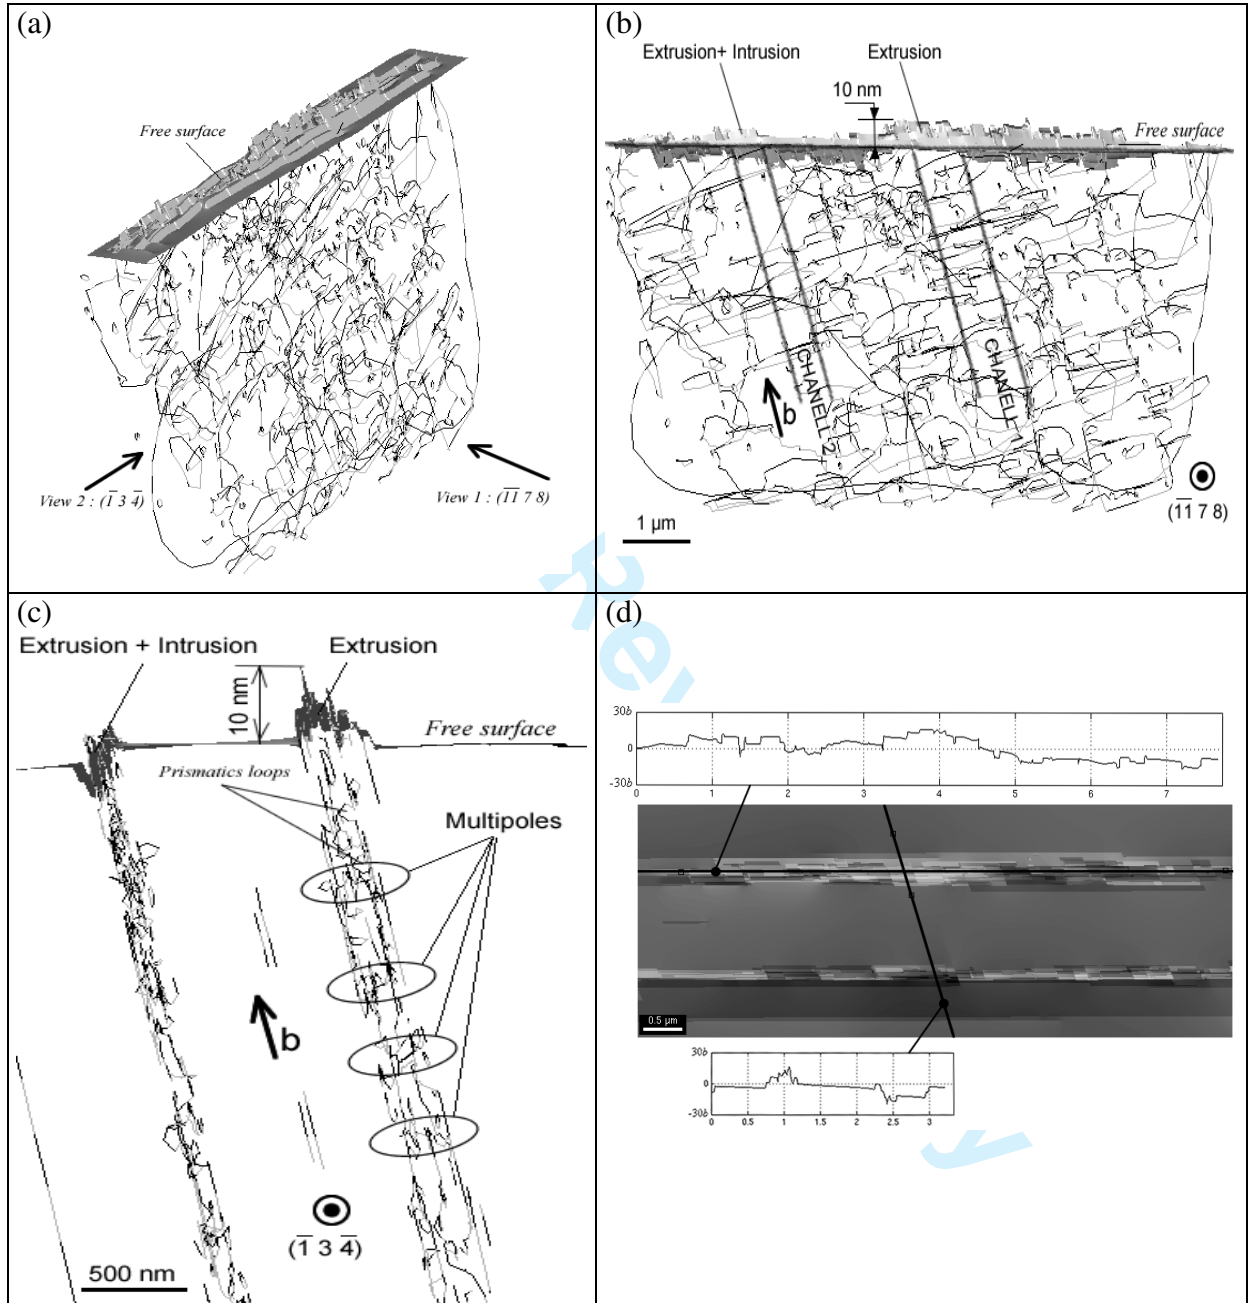 (a)
Free surface
View 2 : (1̅ 3 4̅)
View 1 : (1̅1̅ 7 8)
(b)
Extrusion+ Intrusion
Extrusion
10 nm
Free surface
CHANELL 2
CHANELL 1
b
1 µm
(1̅1̅ 7 8)
(c)
Extrusion + Intrusion
Extrusion
10 nm
Free surface
Prismatics loops
Multipoles
b
(1̅ 3 4̅)
500 nm
(d)
30b
0
-30b
0 1 2 3 4 5 6 7
0.5 µm
30b
0
-30b
0 0.5 1 1.5 2 2.5 3
Re
y